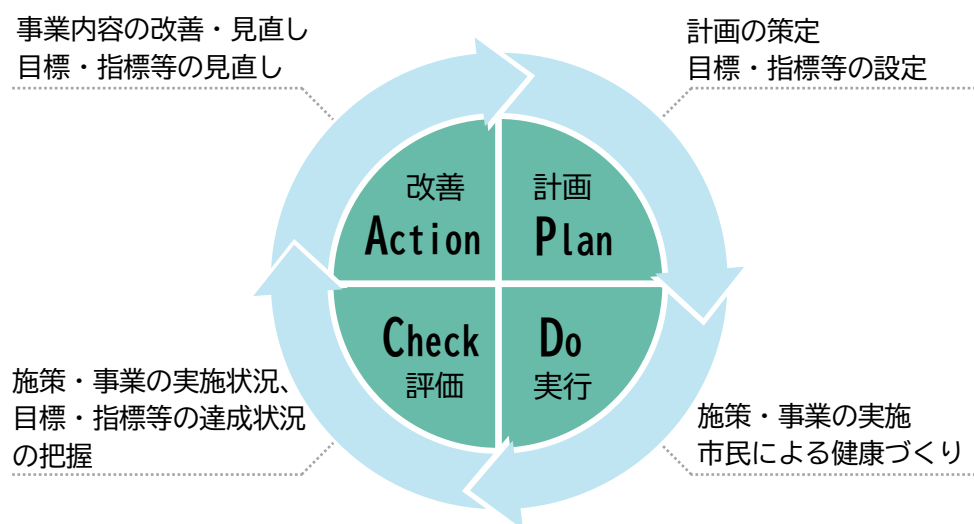 事業内容の改善・見直し
目標・指標等の見直し
計画の策定
目標・指標等の設定
改善
Action
計画
Plan
Check
評価
Do
実行
施策・事業の実施状況、
目標・指標等の達成状況
の把握
施策・事業の実施
市民による健康づくり